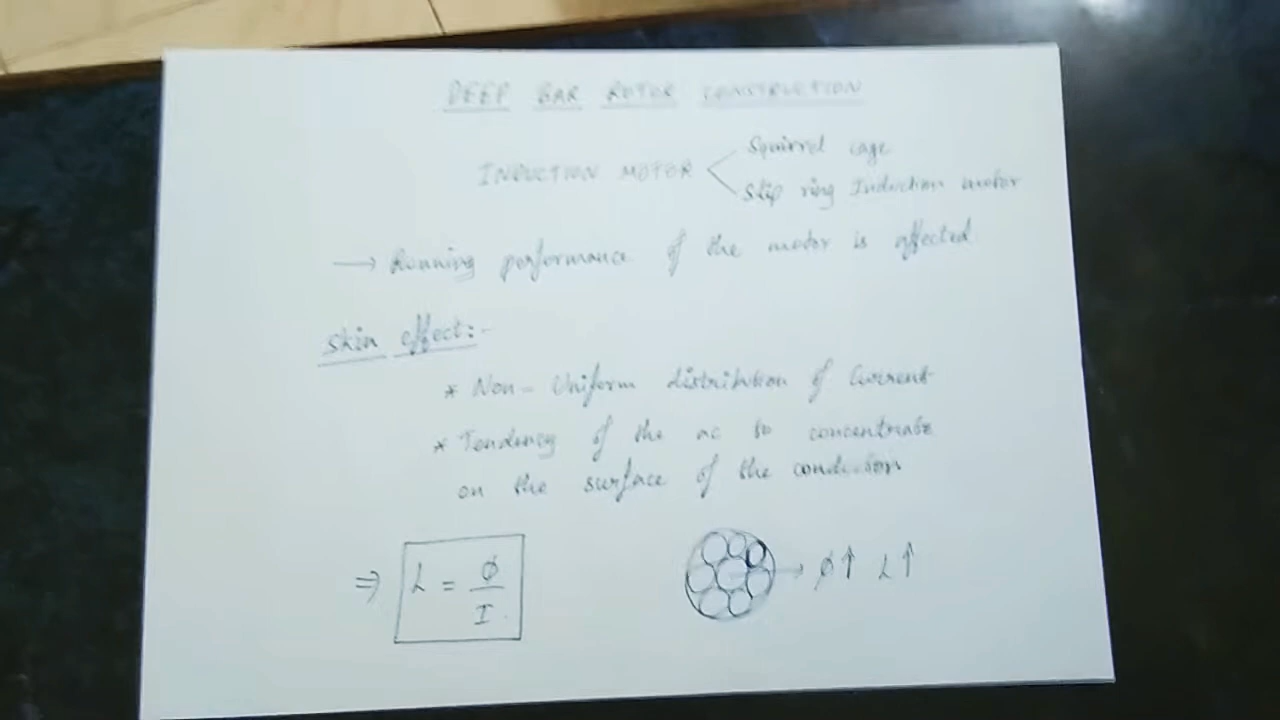 DEEP BAR ROTOR CONSTRUCTION
INDUCTION MOTOR
Squirrel cage
Slip ring Induction motor
→ Running performance of the motor is affected
Skin effect:-
* Non - Uniform distribution of current
* Tendency of the ac to concentrate
on the surface of the conductor
⇒ L = ϕ / I
→ ϕ↑ L↑